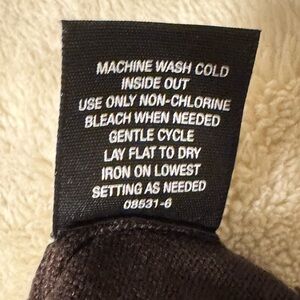 MACHINE WASH COLD
INSIDE OUT
USE ONLY NON-CHLORINE
BLEACH WHEN NEEDED
GENTLE CYCLE
LAY FLAT TO DRY
IRON ON LOWEST
SETTING AS NEEDED
08531-6